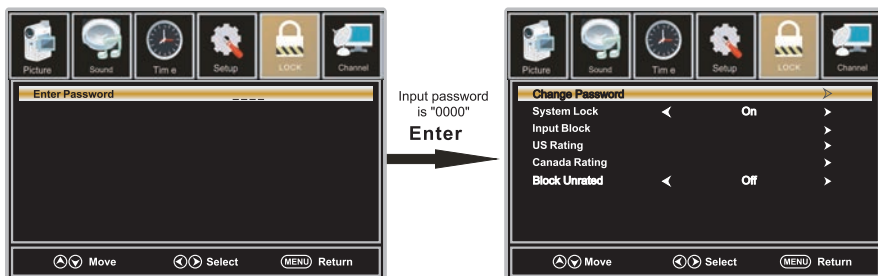 Picture
Sound
Tim e
Setup
LOCK
Channel
Enter Password
_ _ _ _
Move
Select
MENU Return
Input password
is "0000"
Enter
Picture
Sound
Tim e
Setup
LOCK
Channel
Change Password
System Lock On
Input Block
US Rating
Canada Rating
Block Unrated Off
Move
Select
MENU Return